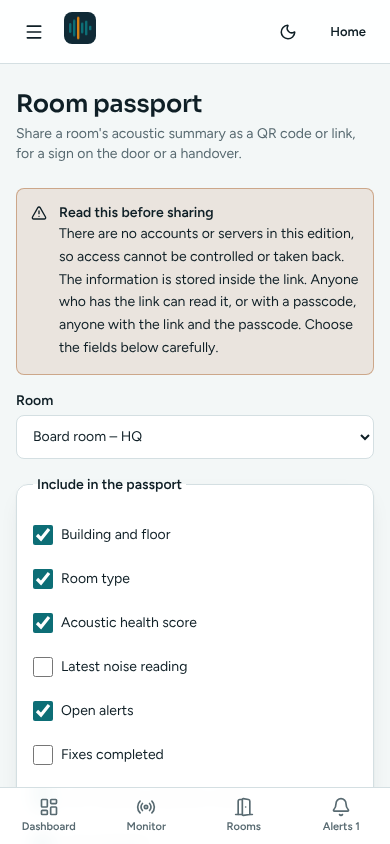 Home
Room passport
Share a room's acoustic summary as a QR code or link,
for a sign on the door or a handover.
Read this before sharing
There are no accounts or servers in this edition,
so access cannot be controlled or taken back.
The information is stored inside the link. Anyone
who has the link can read it, or with a passcode,
anyone with the link and the passcode. Choose
the fields below carefully.
Room
Board room – HQ
Include in the passport
Building and floor
Room type
Acoustic health score
Latest noise reading
Open alerts
Fixes completed
Dashboard Monitor Rooms Alerts 1